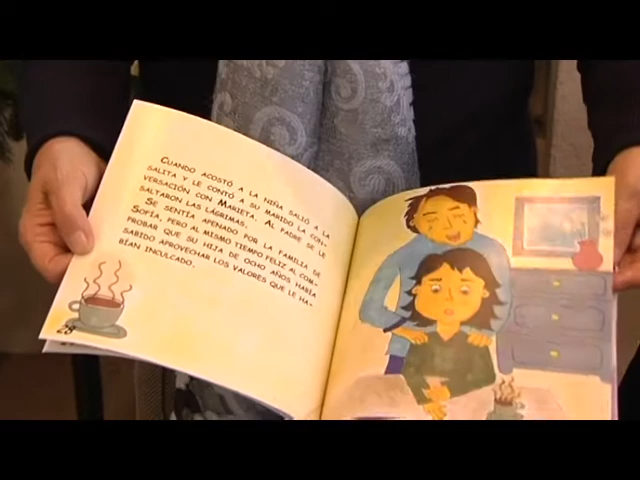 CUANDO ACOSTÓ A LA NIÑA SALIÓ A LA
SALITA Y LE CONTÓ A SU MARIDO LA CON-
VERSACIÓN CON MARIETA. AL PADRE SE LE
SALTARON LAS LÁGRIMAS.
SE SENTÍA APENADO POR LA FAMILIA DE
SOFÍA, PERO AL MISMO TIEMPO FELIZ AL COM-
PROBAR QUE SU HIJA DE OCHO AÑOS HABÍA
SABIDO APROVECHAR LOS VALORES QUE LE HA-
BÍAN INCULCADO.
28